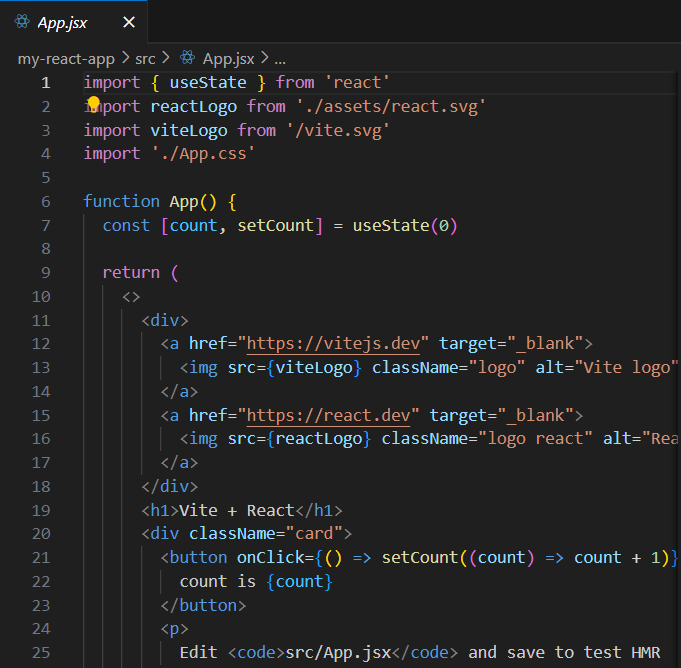 App.jsx
my-react-app > src > App.jsx > ...
1 import { useState } from 'react'
2 import reactLogo from './assets/react.svg'
3 import viteLogo from '/vite.svg'
4 import './App.css'
5
6 function App() {
7 const [count, setCount] = useState(0)
8
9 return (
10 <>
11 <div>
12 <a href="https://vitejs.dev" target="_blank">
13 <img src={viteLogo} className="logo" alt="Vite logo"
14 </a>
15 <a href="https://react.dev" target="_blank">
16 <img src={reactLogo} className="logo react" alt="Rea
17 </a>
18 </div>
19 <h1>Vite + React</h1>
20 <div className="card">
21 <button onClick={() => setCount((count) => count + 1)}
22 count is {count}
23 </button>
24 <p>
25 Edit <code>src/App.jsx</code> and save to test HMR